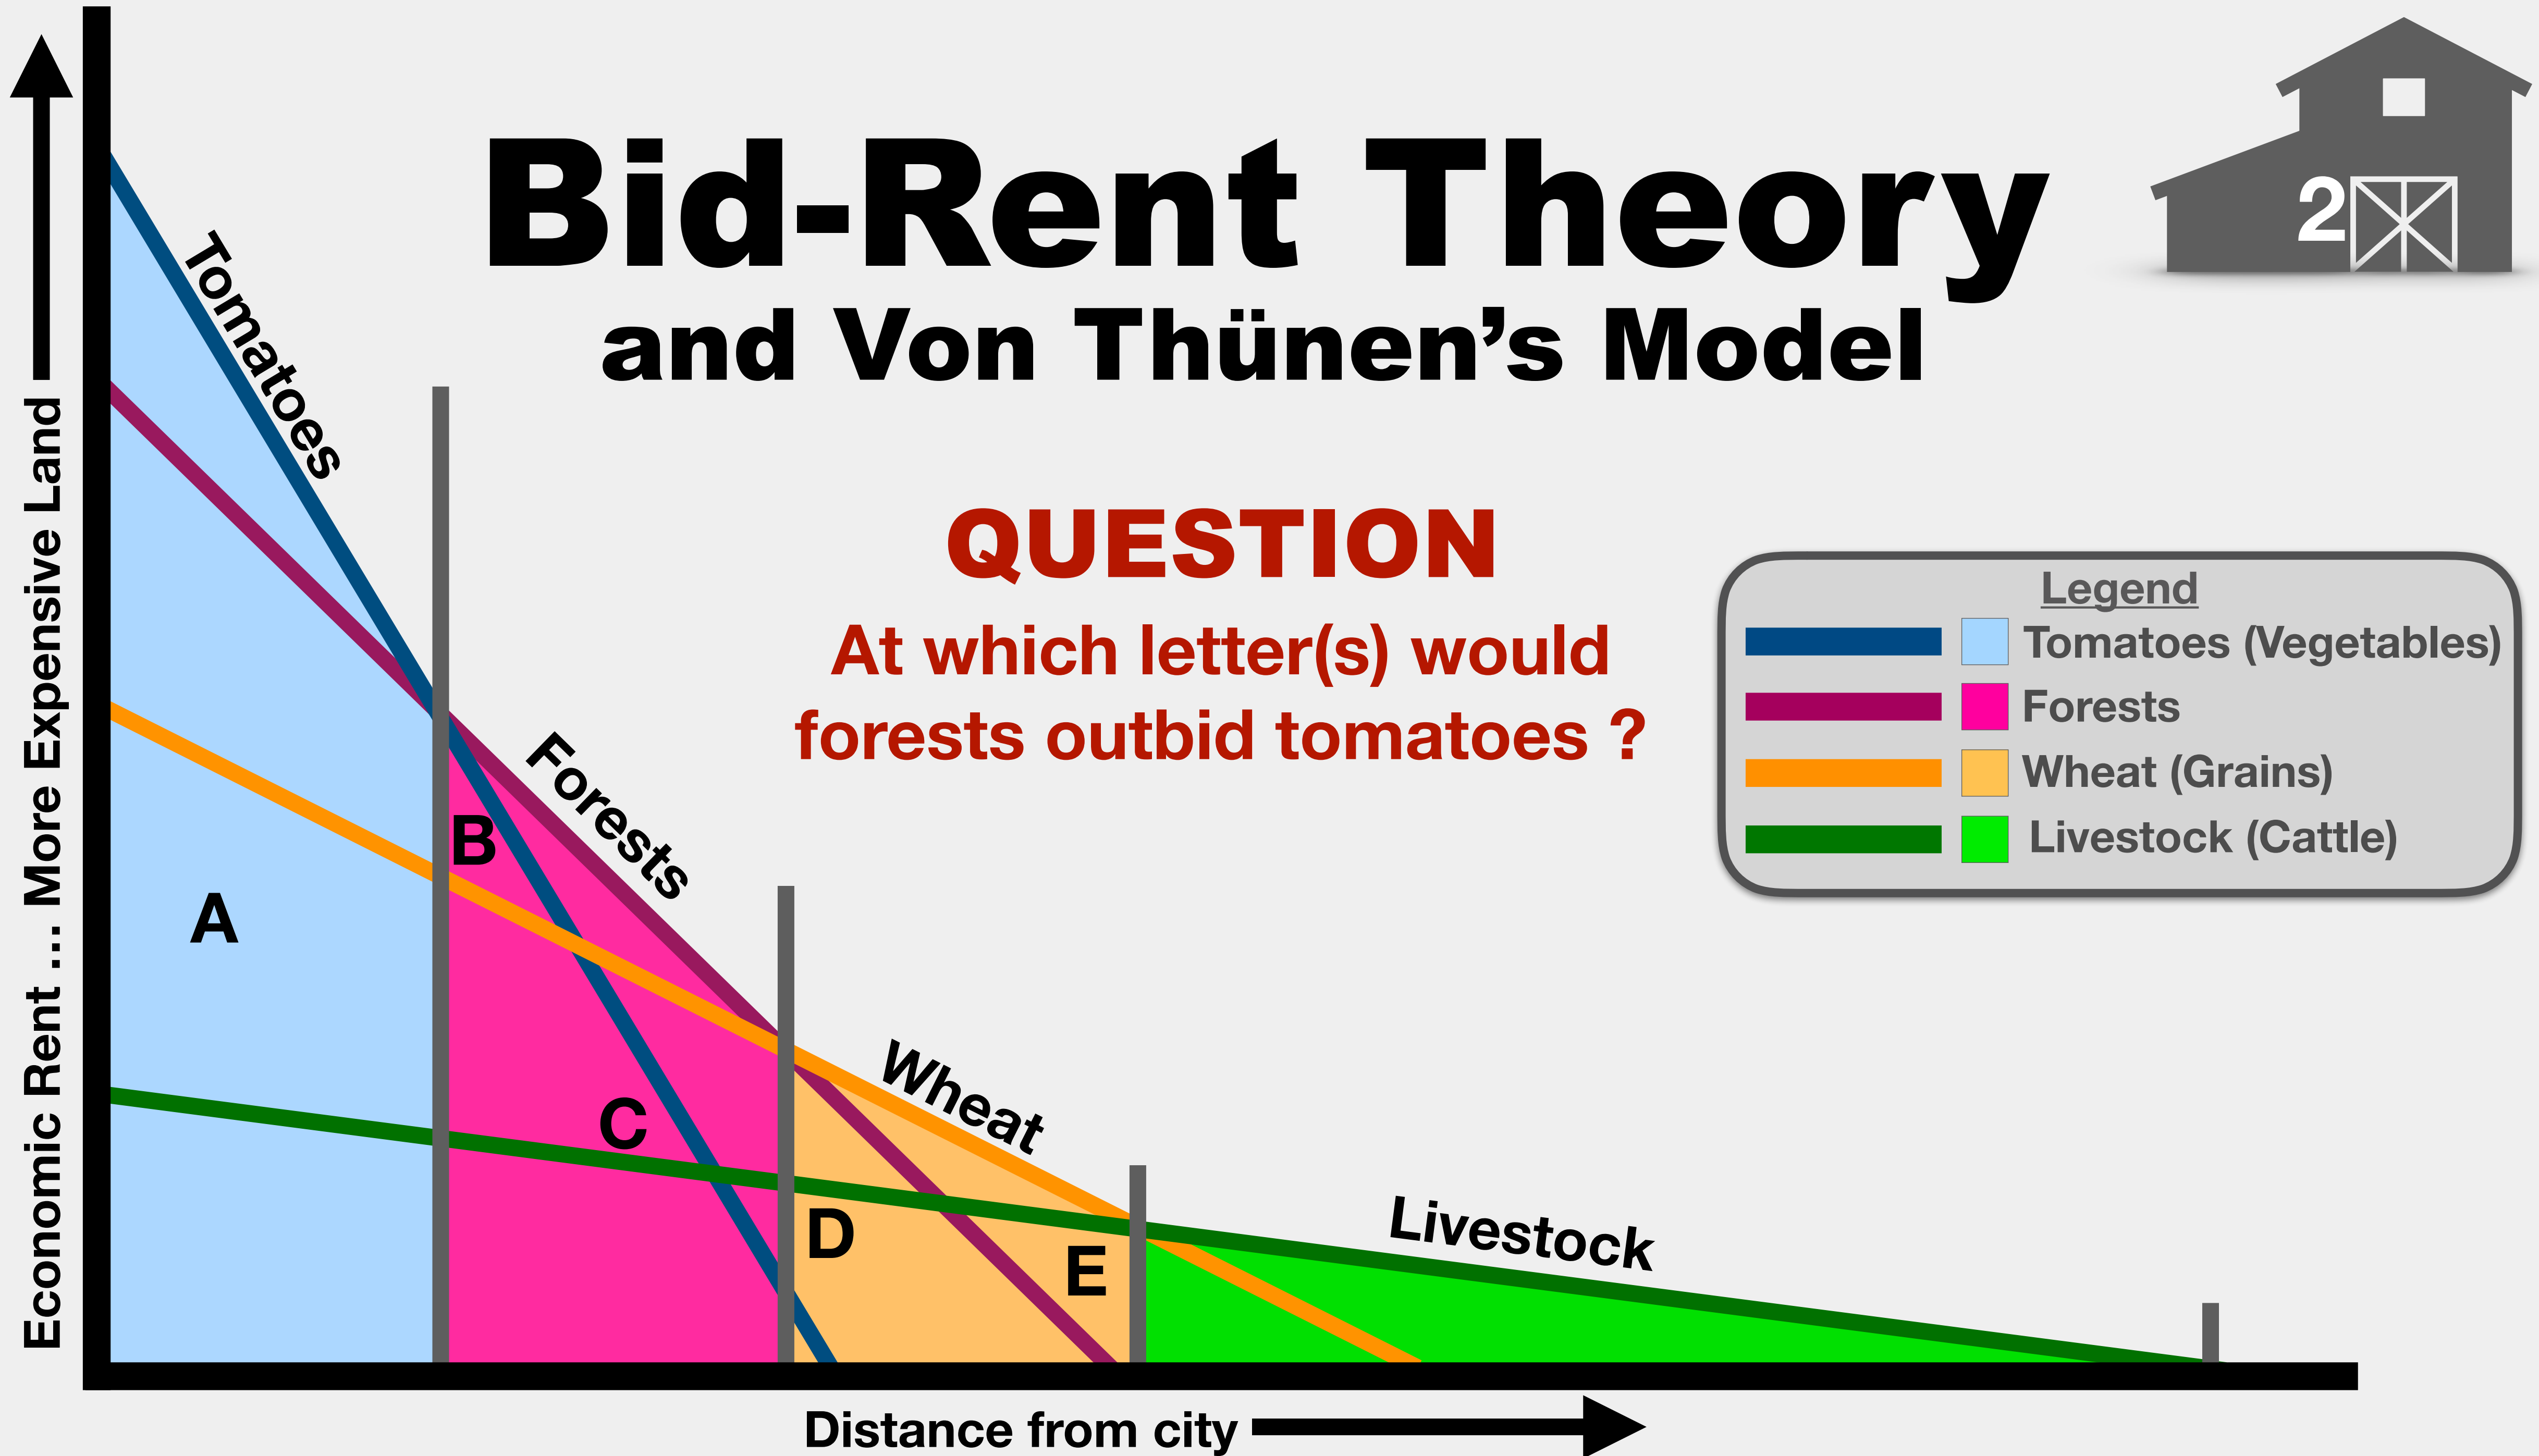 Bid-Rent Theory
and Von Thünen’s Model
2
QUESTION
At which letter(s) would
forests outbid tomatoes ?
Legend
Tomatoes (Vegetables)
Forests
Wheat (Grains)
Livestock (Cattle)
Economic Rent ... More Expensive Land
Tomatoes
Forests
Wheat
Livestock
A
B
C
D
E
Distance from city